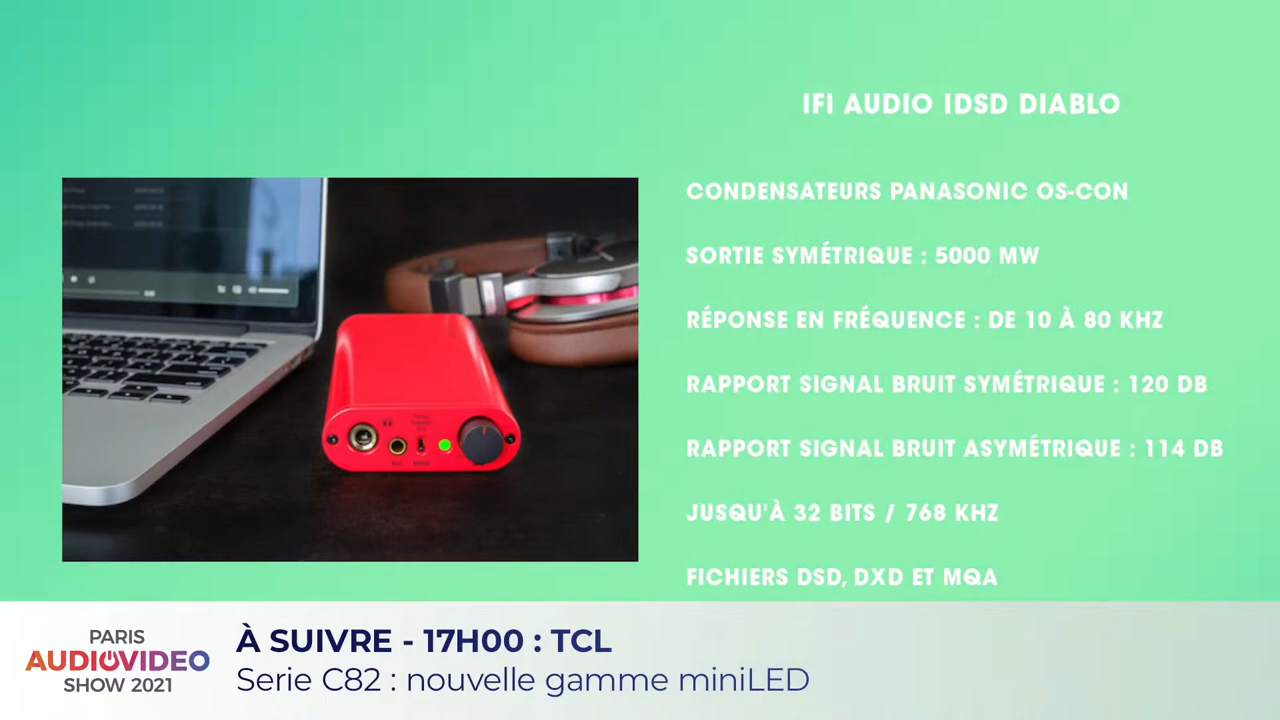 IFI AUDIO IDSD DIABLO
CONDENSATEURS PANASONIC OS-CON
SORTIE SYMÉTRIQUE : 5000 MW
RÉPONSE EN FRÉQUENCE : DE 10 À 80 KHZ
RAPPORT SIGNAL BRUIT SYMÉTRIQUE : 120 DB
RAPPORT SIGNAL BRUIT ASYMÉTRIQUE : 114 DB
JUSQU'À 32 BITS / 768 KHZ
FICHIERS DSD, DXD ET MQA
PARIS
AUDIOVIDEO
SHOW 2021
À SUIVRE - 17H00 : TCL
Serie C82 : nouvelle gamme miniLED